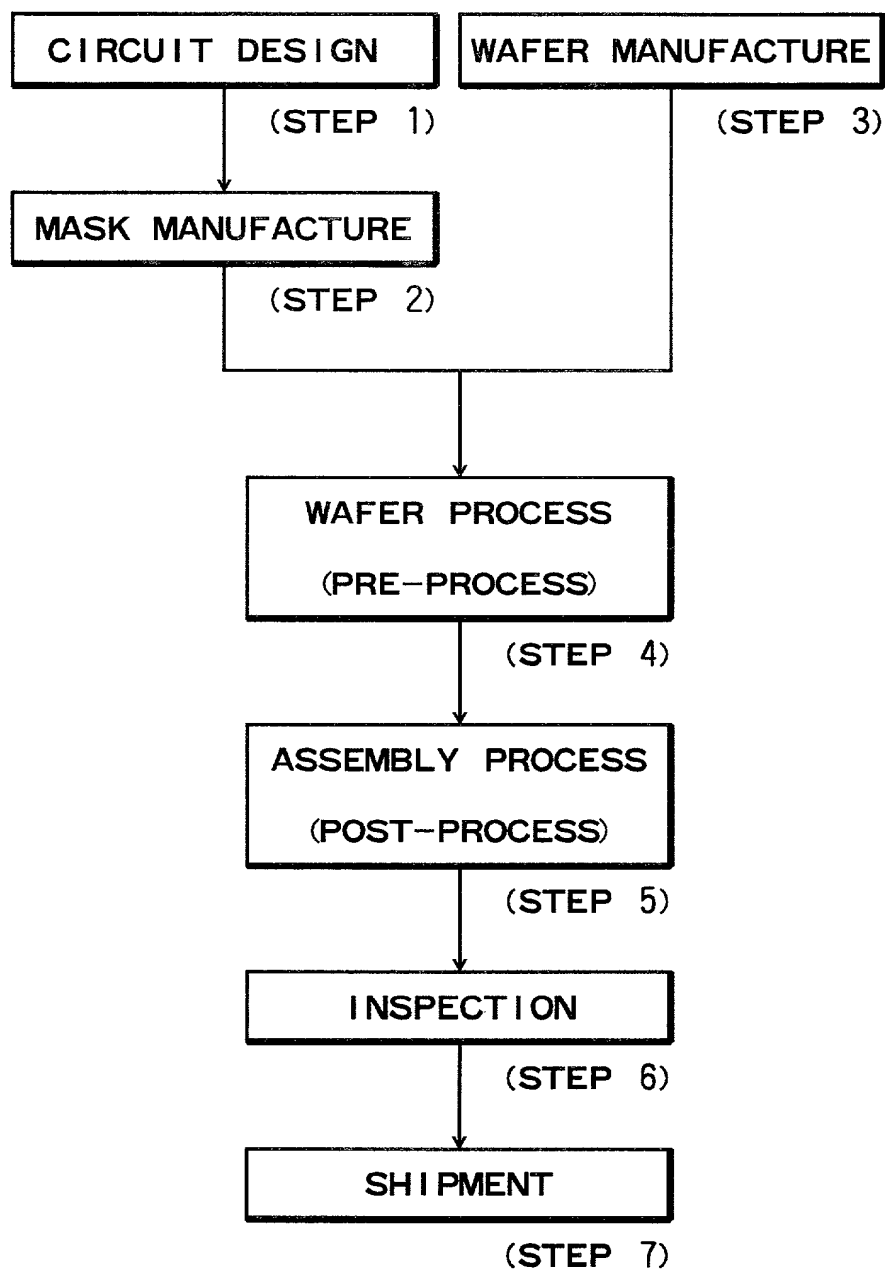 CIRCUIT DESIGN
(STEP 1)
WAFER MANUFACTURE
(STEP 3)
MASK MANUFACTURE
(STEP 2)
WAFER PROCESS
(PRE-PROCESS)
(STEP 4)
ASSEMBLY PROCESS
(POST-PROCESS)
(STEP 5)
INSPECTION
(STEP 6)
SHIPMENT
(STEP 7)